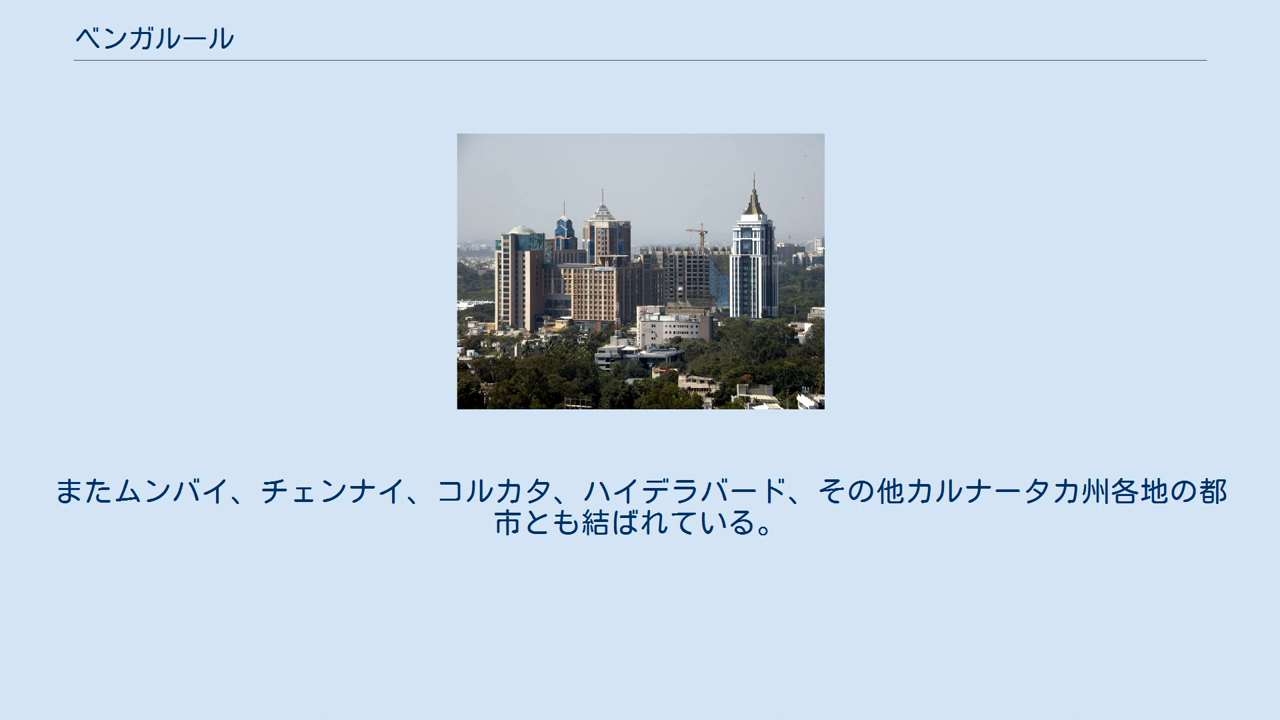 ベンガルール
またムンバイ、チェンナイ、コルカタ、ハイデラバード、その他カルナータカ州各地の都
市とも結ばれている。